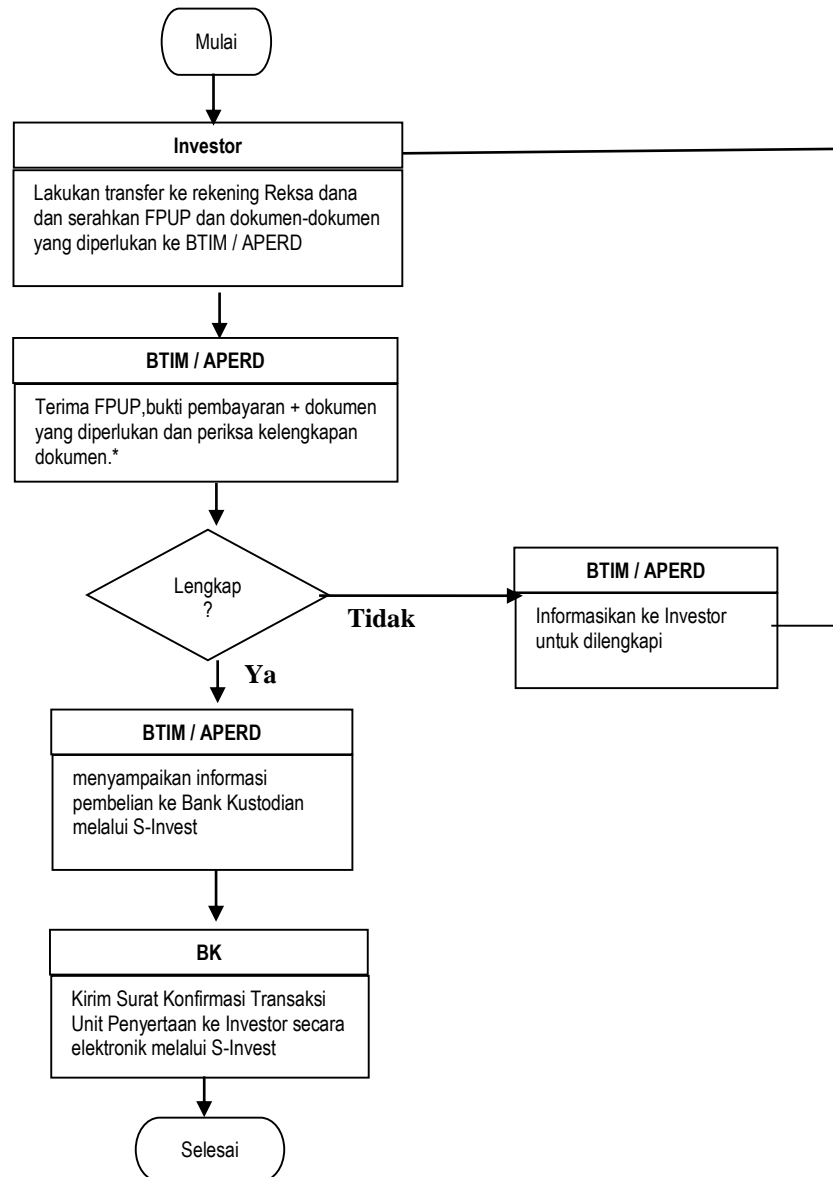 Mulai
Investor
Lakukan transfer ke rekening Reksa dana
dan serahkan FPUP dan dokumen-dokumen
yang diperlukan ke BTIM / APERD
BTIM / APERD
Terima FPUP,bukti pembayaran + dokumen
yang diperlukan dan periksa kelengkapan
dokumen.*
Lengkap
?
Tidak
BTIM / APERD
Informasikan ke Investor
untuk dilengkapi
Ya
BTIM / APERD
menyampaikan informasi
pembelian ke Bank Kustodian
melalui S-Invest
BK
Kirim Surat Konfirmasi Transaksi
Unit Penyertaan ke Investor secara
elektronik melalui S-Invest
Selesai